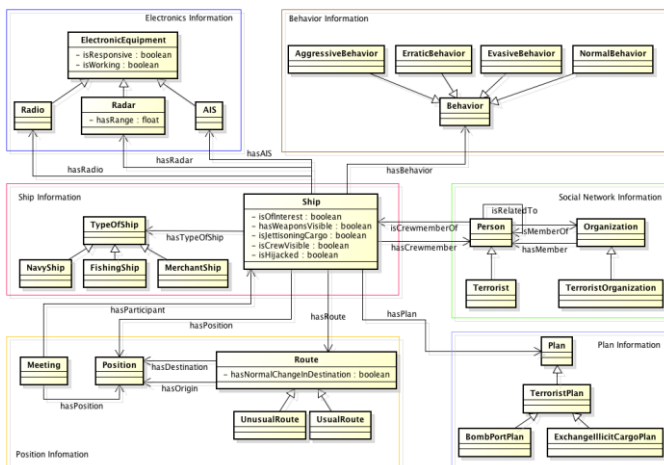 Electronics Information
ElectronicEquipment
- isResponsive : boolean
- isWorking : boolean
Radio
Radar
- hasRange : float
AIS
hasRadio
hasRadar
hasAIS
Behavior Information
AggressiveBehavior
ErraticBehavior
EvasiveBehavior
NormalBehavior
Behavior
hasBehavior
Ship Information
TypeOfShip
hasTypeOfShip
NavyShip
FishingShip
MerchantShip
Ship
- isOfInterest : boolean
- hasWeaponsVisible : boolean
- isJettisoningCargo : boolean
- isCrewVisible : boolean
- isHijacked : boolean
Social Network Information
isRelatedTo
isCrewmemberOf
Person
isMemberOf
Organization
hasCrewmember
hasMember
Terrorist
TerroristOrganization
hasParticipant
hasPosition
hasRoute
hasPlan
Meeting
Position
hasDestination
hasOrigin
Route
- hasNormalChangeInDestination : boolean
hasPosition
UnusualRoute
UsualRoute
Position Infomation
Plan
Plan Information
TerroristPlan
BombPortPlan
ExchangeIllicitCargoPlan